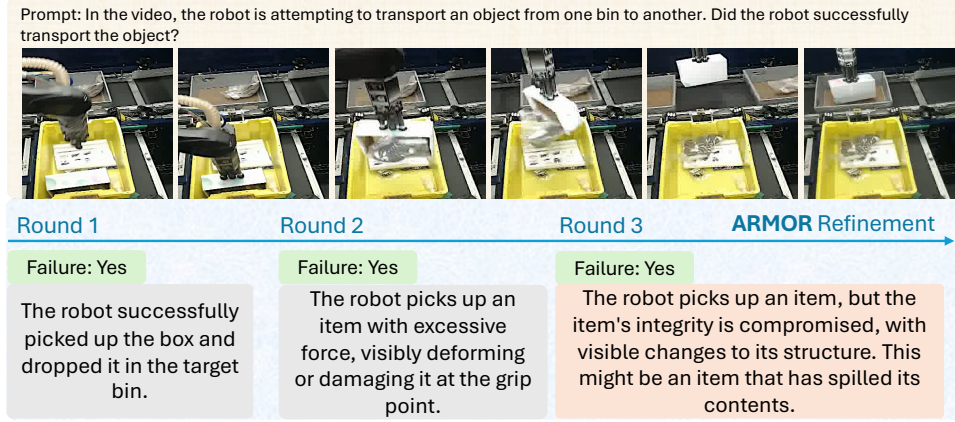 Prompt: In the video, the robot is attempting to transport an object from one bin to another. Did the robot successfully
transport the object?
Round 1
Round 2
Round 3
ARMOR Refinement
Failure: Yes
The robot successfully
picked up the box and
dropped it in the target
bin.
Failure: Yes
The robot picks up an
item with excessive
force, visibly deforming
or damaging it at the grip
point.
Failure: Yes
The robot picks up an item, but the
item's integrity is compromised, with
visible changes to its structure. This
might be an item that has spilled its
contents.